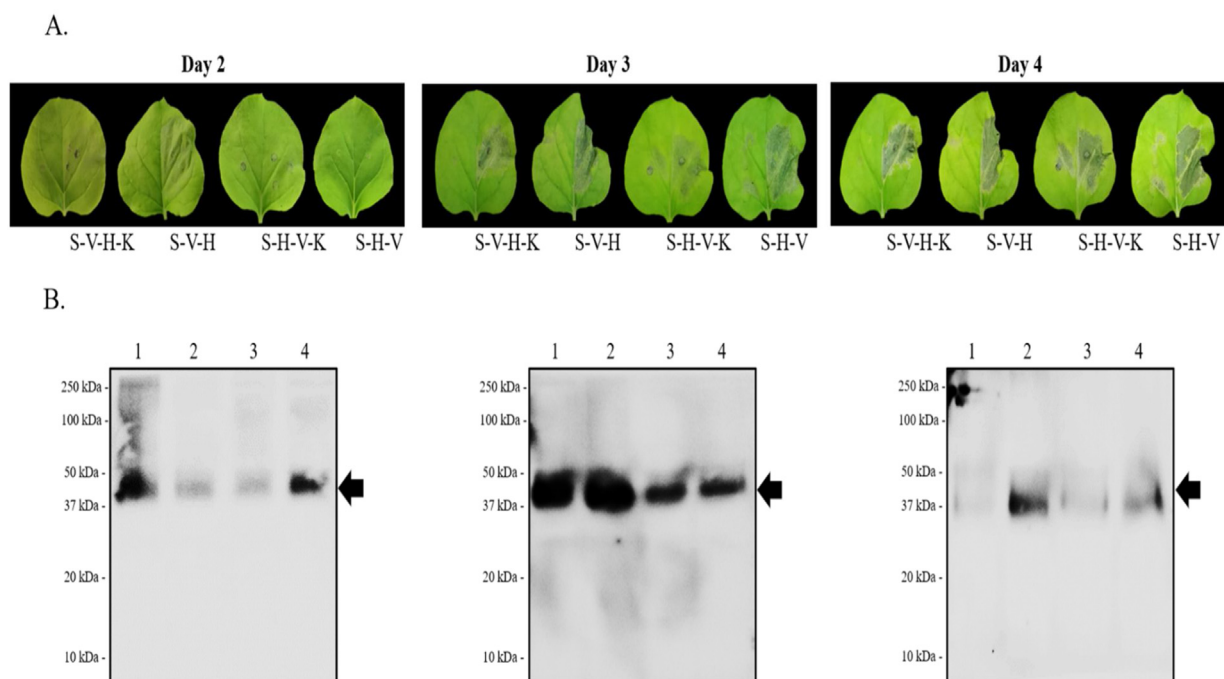 A.
Day 2 Day 3 Day 4
S-V-H-K S-V-H S-H-V-K S-H-V S-V-H-K S-V-H S-H-V-K S-H-V S-V-H-K S-V-H S-H-V-K S-H-V
B.
1 2 3 4 1 2 3 4 1 2 3 4
250 kDa - 250 kDa - 250 kDa -
100 kDa - 100 kDa - 100 kDa -
50 kDa - 50 kDa - 50 kDa -
37 kDa - 37 kDa - 37 kDa -
20 kDa - 20 kDa - 20 kDa -
10 kDa - 10 kDa - 10 kDa -